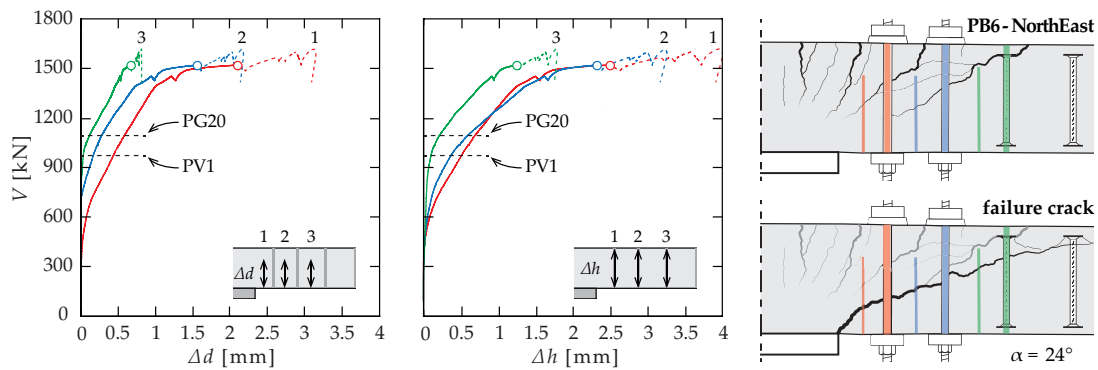 1800
1500
1200
900
600
300
0
V [kN]
3
2
1
PG20
PV1
1 2 3
Δd
0 0.5 1 1.5 2 2.5 3 3.5 4
Δd [mm]
3
2
1
PG20
PV1
1 2 3
Δh
0 0.5 1 1.5 2 2.5 3 3.5 4
Δh [mm]
PB6 - NorthEast
failure crack
α = 24°